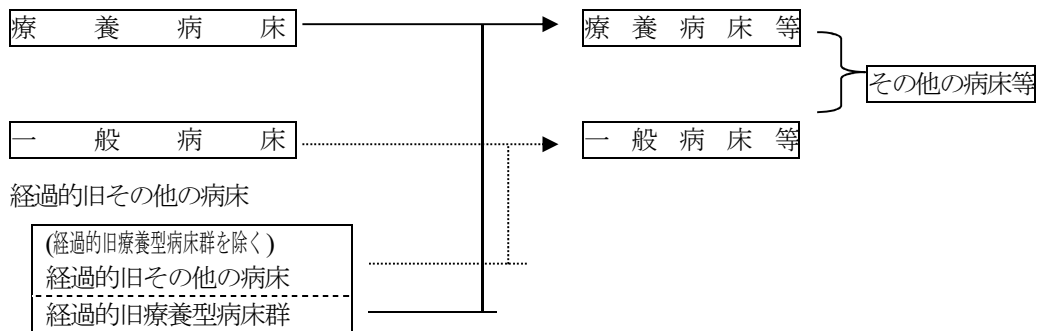 療養病床
療養病床等
その他の病床等
一般病床
一般病床等
経過的旧その他の病床
(経過的旧療養型病床群を除く)
経過的旧その他の病床
経過的旧療養型病床群